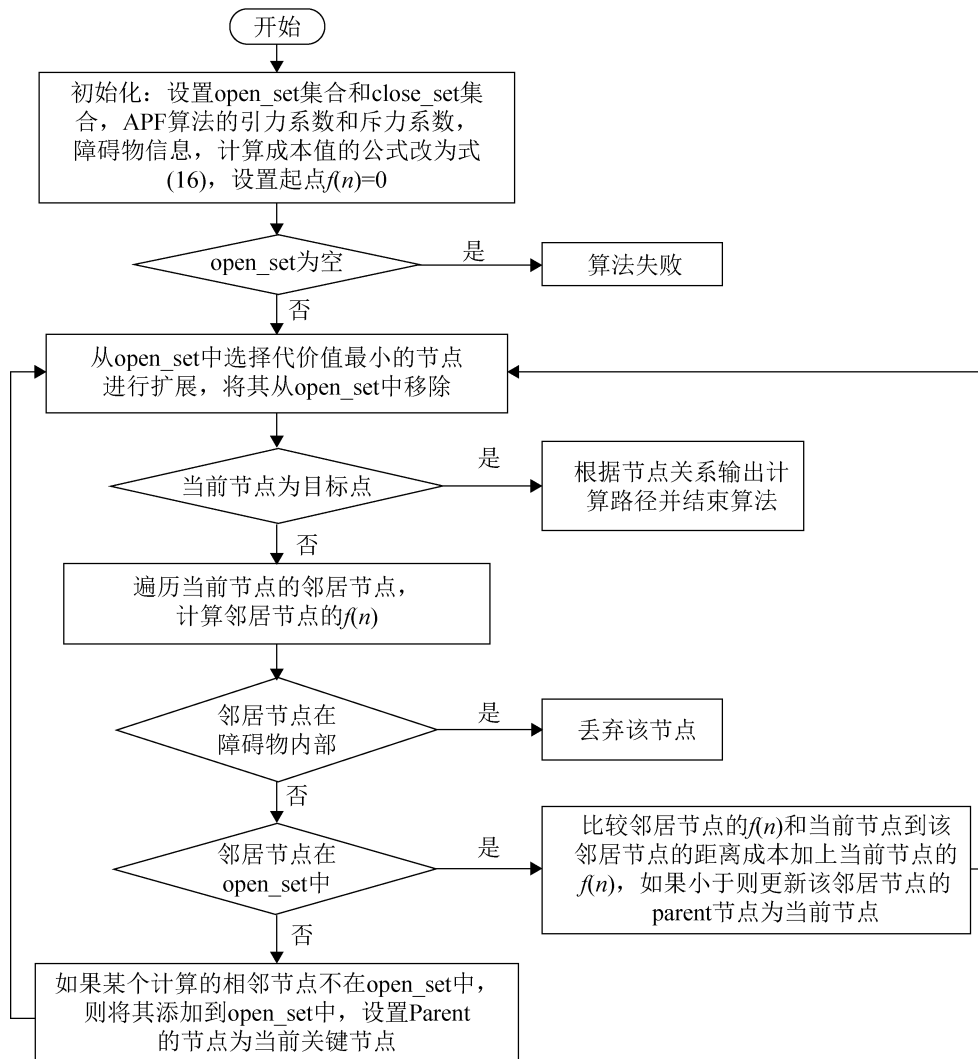 开始
初始化：设置open_set集合和close_set集
合，APF算法的引力系数和斥力系数，
障碍物信息，计算成本值的公式改为式
(16)，设置起点f(n)=0
open_set为空
是
算法失败
否
从open_set中选择代价值最小的节点
进行扩展，将其从open_set中移除
当前节点为目标点
是
根据节点关系输出计
算路径并结束算法
否
遍历当前节点的邻居节点，
计算邻居节点的f(n)
邻居节点在
障碍物内部
是
丢弃该节点
否
邻居节点在
open_set中
是
比较邻居节点的f(n)和当前节点到该
邻居节点的距离成本加上当前节点的
f(n)，如果小于则更新该邻居节点的
parent节点为当前节点
否
如果某个计算的相邻节点不在open_set中，
则将其添加到open_set中，设置Parent
的节点为当前关键节点